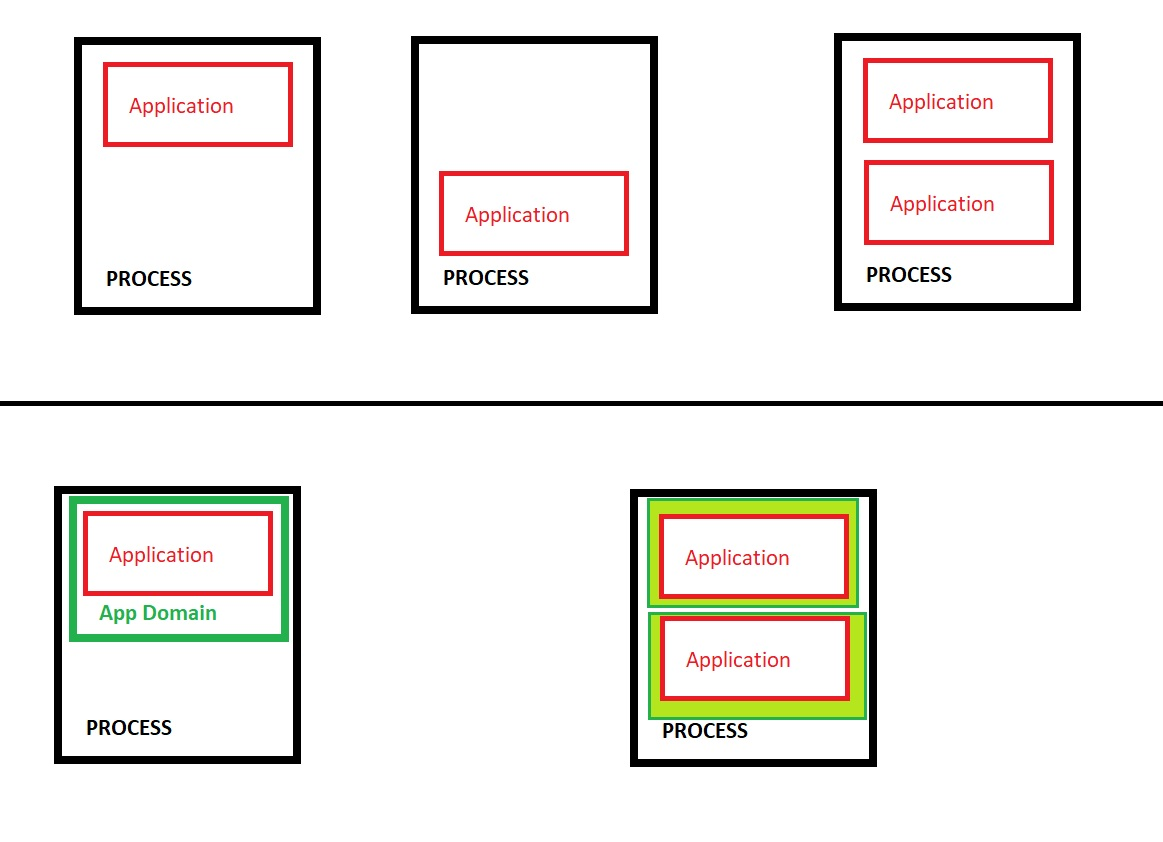 Application
PROCESS
Application
PROCESS
Application
Application
PROCESS
Application
App Domain
PROCESS
Application
Application
PROCESS